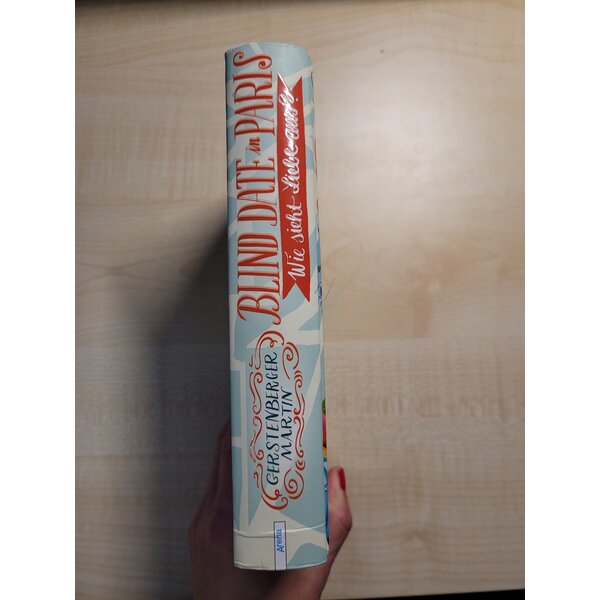 BLIND DATE in PARIS
Wie sieht Liebe aus?
GERSTENBERGER
MARTIN
Arena